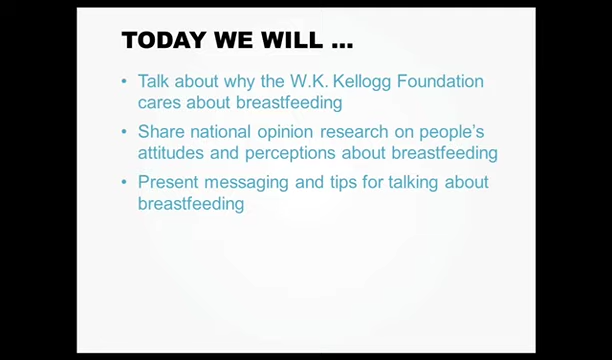 TODAY WE WILL ...
• Talk about why the W.K. Kellogg Foundation
cares about breastfeeding
• Share national opinion research on people's
attitudes and perceptions about breastfeeding
• Present messaging and tips for talking about
breastfeeding